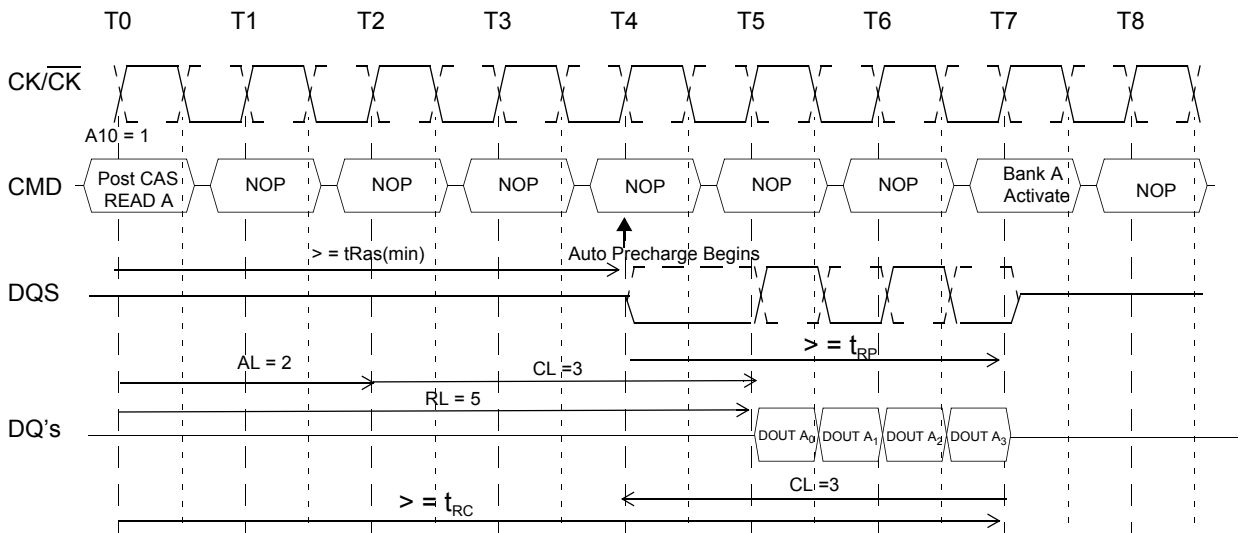 T0 T1 T2 T3 T4 T5 T6 T7 T8
CK/CK
A10 = 1
CMD
Post CAS
READ A
NOP
NOP
NOP
NOP
NOP
NOP
Bank A
Activate
NOP
> = tRas(min)
Auto Precharge Begins
DQS
> = tRP
AL = 2
CL =3
RL = 5
DQ’s
DOUT A0
DOUT A1
DOUT A2
DOUT A3
CL =3
> = tRC